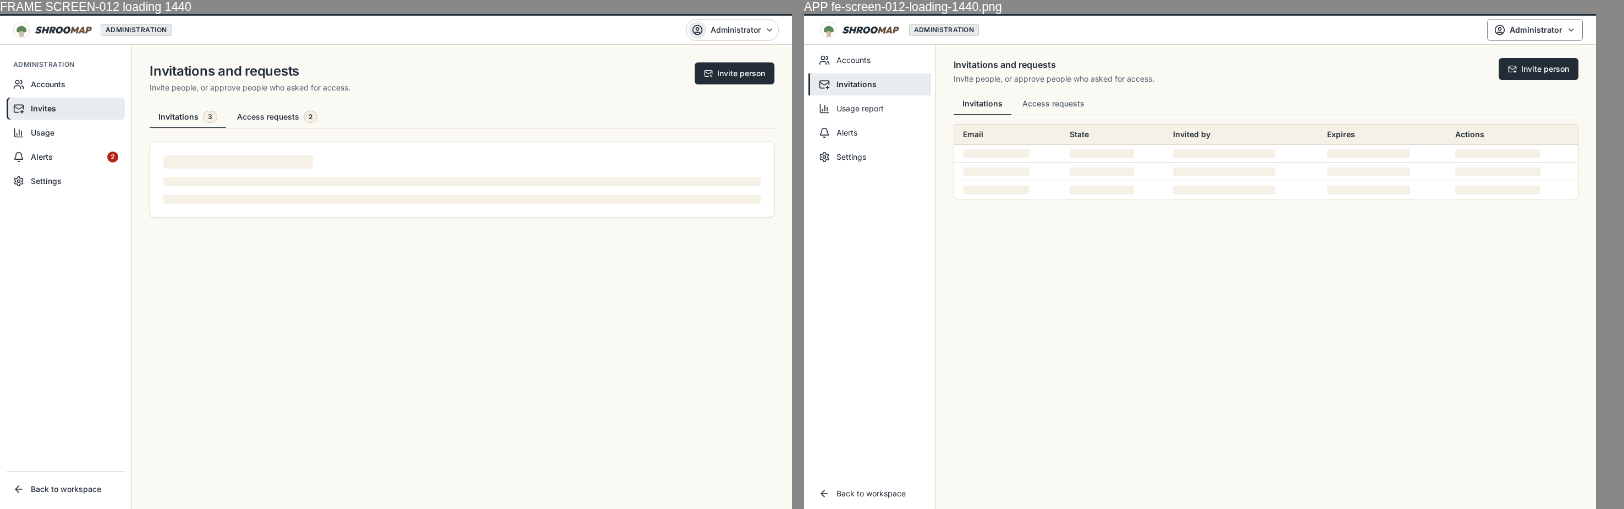 FRAME SCREEN-012 loading 1440
SHROOMAP ADMINISTRATION
Administrator
ADMINISTRATION
Accounts
Invites
Usage
Alerts 2
Settings
Back to workspace
Invitations and requests
Invite people, or approve people who asked for access.
Invite person
Invitations 3 Access requests 2
APP fe-screen-012-loading-1440.png
SHROOMAP ADMINISTRATION
Administrator
Accounts
Invitations
Usage report
Alerts
Settings
Back to workspace
Invitations and requests
Invite people, or approve people who asked for access.
Invite person
Invitations Access requests
Email State Invited by Expires Actions